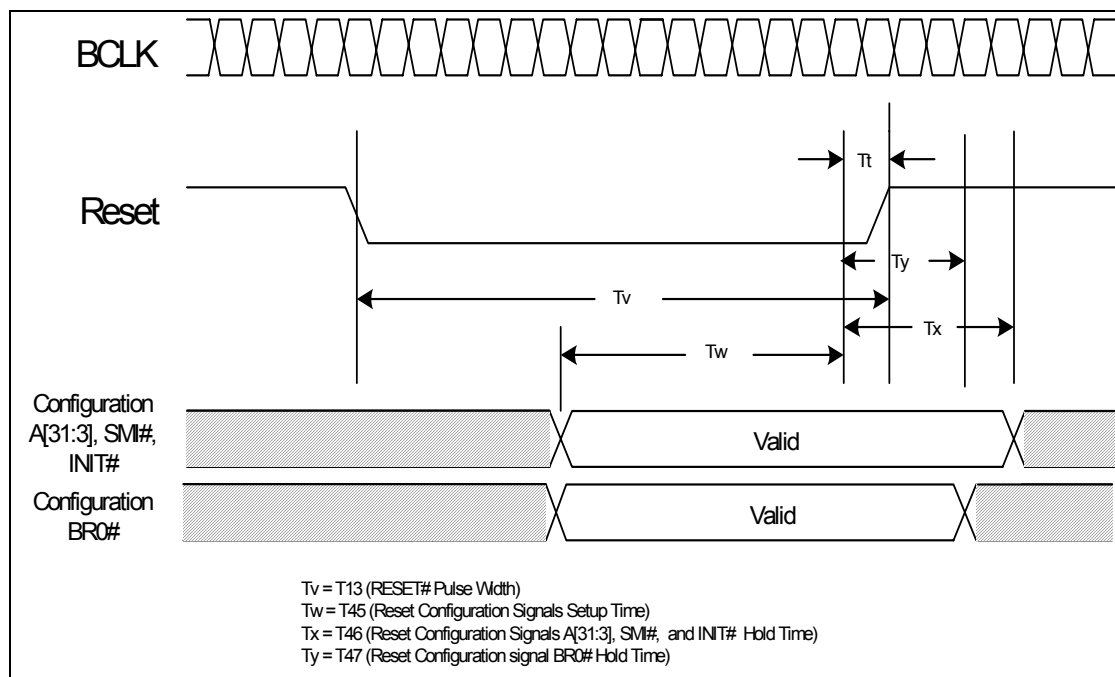 BCLK
Tt
Reset
Ty
Tv
Tx
Tw
Configuration
A[31:3], SMI#,
INIT#
Valid
Configuration
BR0#
Valid
Tv = T13 (RESET# Pulse Width)
Tw = T45 (Reset Configuration Signals Setup Time)
Tx = T46 (Reset Configuration Signals A[31:3], SMI#, and INIT# Hold Time)
Ty = T47 (Reset Configuration signal BR0# Hold Time)